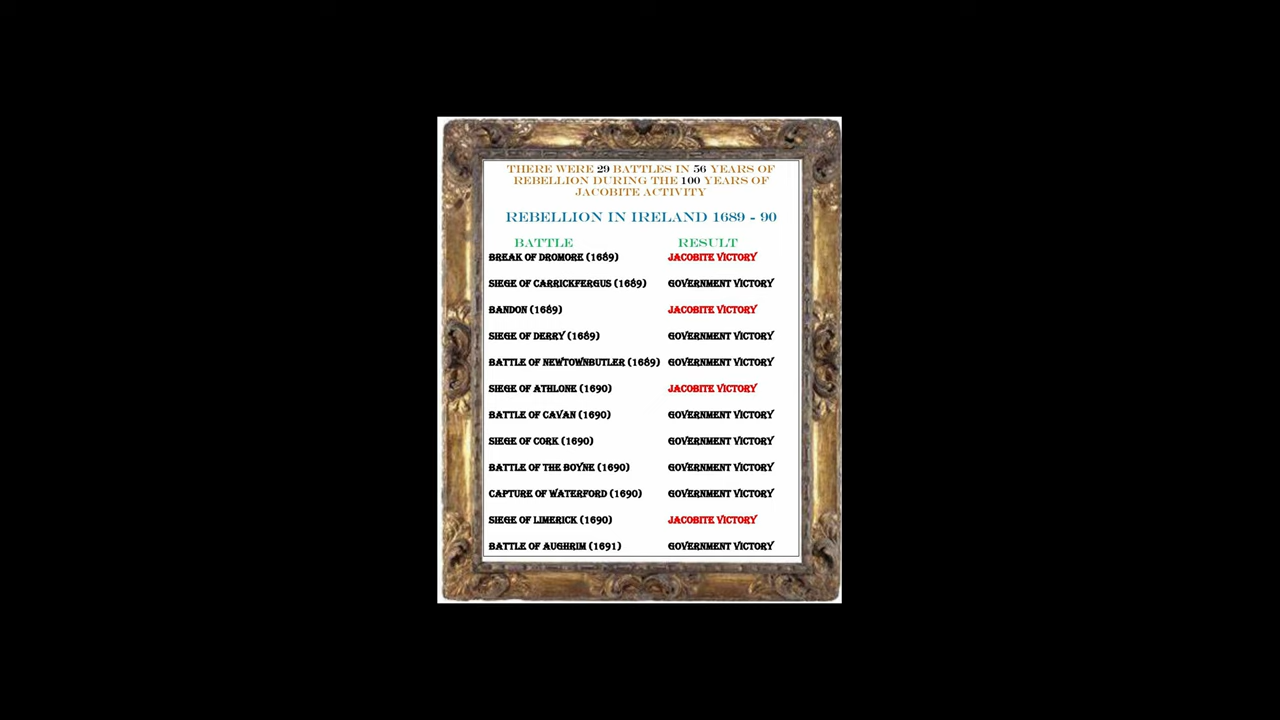 THERE WERE 29 BATTLES IN 56 YEARS OF
REBELLION DURING THE 100 YEARS OF
JACOBITE ACTIVITY
REBELLION IN IRELAND 1689 - 90
BATTLE RESULT
BREAK OF DROMORE (1689) JACOBITE VICTORY
SIEGE OF CARRICKFERGUS (1689) GOVERNMENT VICTORY
BANDON (1689) JACOBITE VICTORY
SIEGE OF DERRY (1689) GOVERNMENT VICTORY
BATTLE OF NEWTOWNBUTLER (1689) GOVERNMENT VICTORY
SIEGE OF ATHLONE (1690) JACOBITE VICTORY
BATTLE OF CAVAN (1690) GOVERNMENT VICTORY
SIEGE OF CORK (1690) GOVERNMENT VICTORY
BATTLE OF THE BOYNE (1690) GOVERNMENT VICTORY
CAPTURE OF WATERFORD (1690) GOVERNMENT VICTORY
SIEGE OF LIMERICK (1690) JACOBITE VICTORY
BATTLE OF AUGHRIM (1691) GOVERNMENT VICTORY